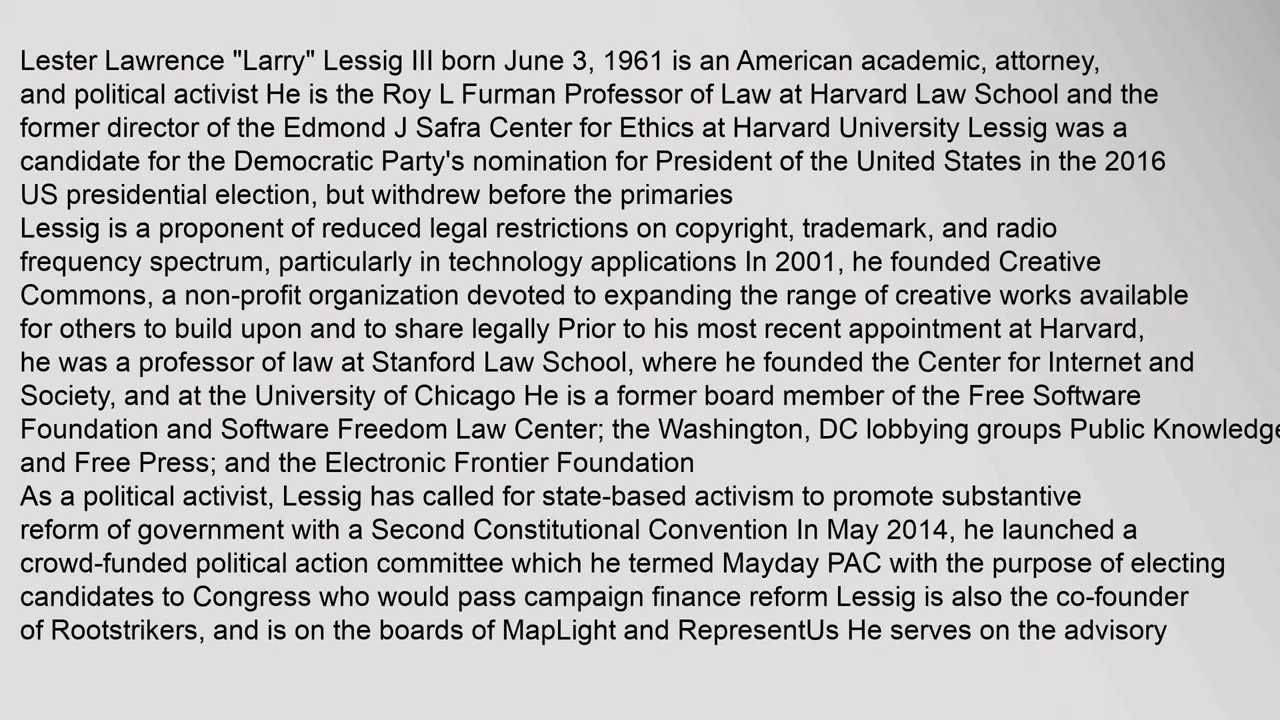 Lester Lawrence "Larry" Lessig III born June 3, 1961 is an American academic, attorney,
and political activist He is the Roy L Furman Professor of Law at Harvard Law School and the
former director of the Edmond J Safra Center for Ethics at Harvard University Lessig was a
candidate for the Democratic Party's nomination for President of the United States in the 2016
US presidential election, but withdrew before the primaries
Lessig is a proponent of reduced legal restrictions on copyright, trademark, and radio
frequency spectrum, particularly in technology applications In 2001, he founded Creative
Commons, a non-profit organization devoted to expanding the range of creative works available
for others to build upon and to share legally Prior to his most recent appointment at Harvard,
he was a professor of law at Stanford Law School, where he founded the Center for Internet and
Society, and at the University of Chicago He is a former board member of the Free Software
Foundation and Software Freedom Law Center; the Washington, DC lobbying groups Public Knowledge
and Free Press; and the Electronic Frontier Foundation
As a political activist, Lessig has called for state-based activism to promote substantive
reform of government with a Second Constitutional Convention In May 2014, he launched a
crowd-funded political action committee which he termed Mayday PAC with the purpose of electing
candidates to Congress who would pass campaign finance reform Lessig is also the co-founder
of Rootstrikers, and is on the boards of MapLight and RepresentUs He serves on the advisory